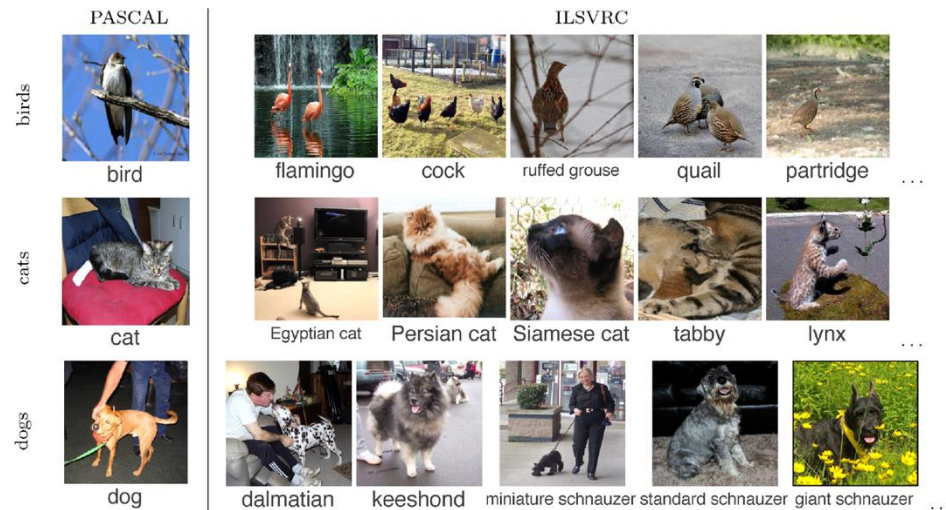 PASCAL
ILSVRC
birds
bird
flamingo
cock
ruffed grouse
quail
partridge
...
cats
cat
Egyptian cat
Persian cat
Siamese cat
tabby
lynx
...
dogs
dog
dalmatian
keeshond
miniature schnauzer
standard schnauzer
giant schnauzer
...